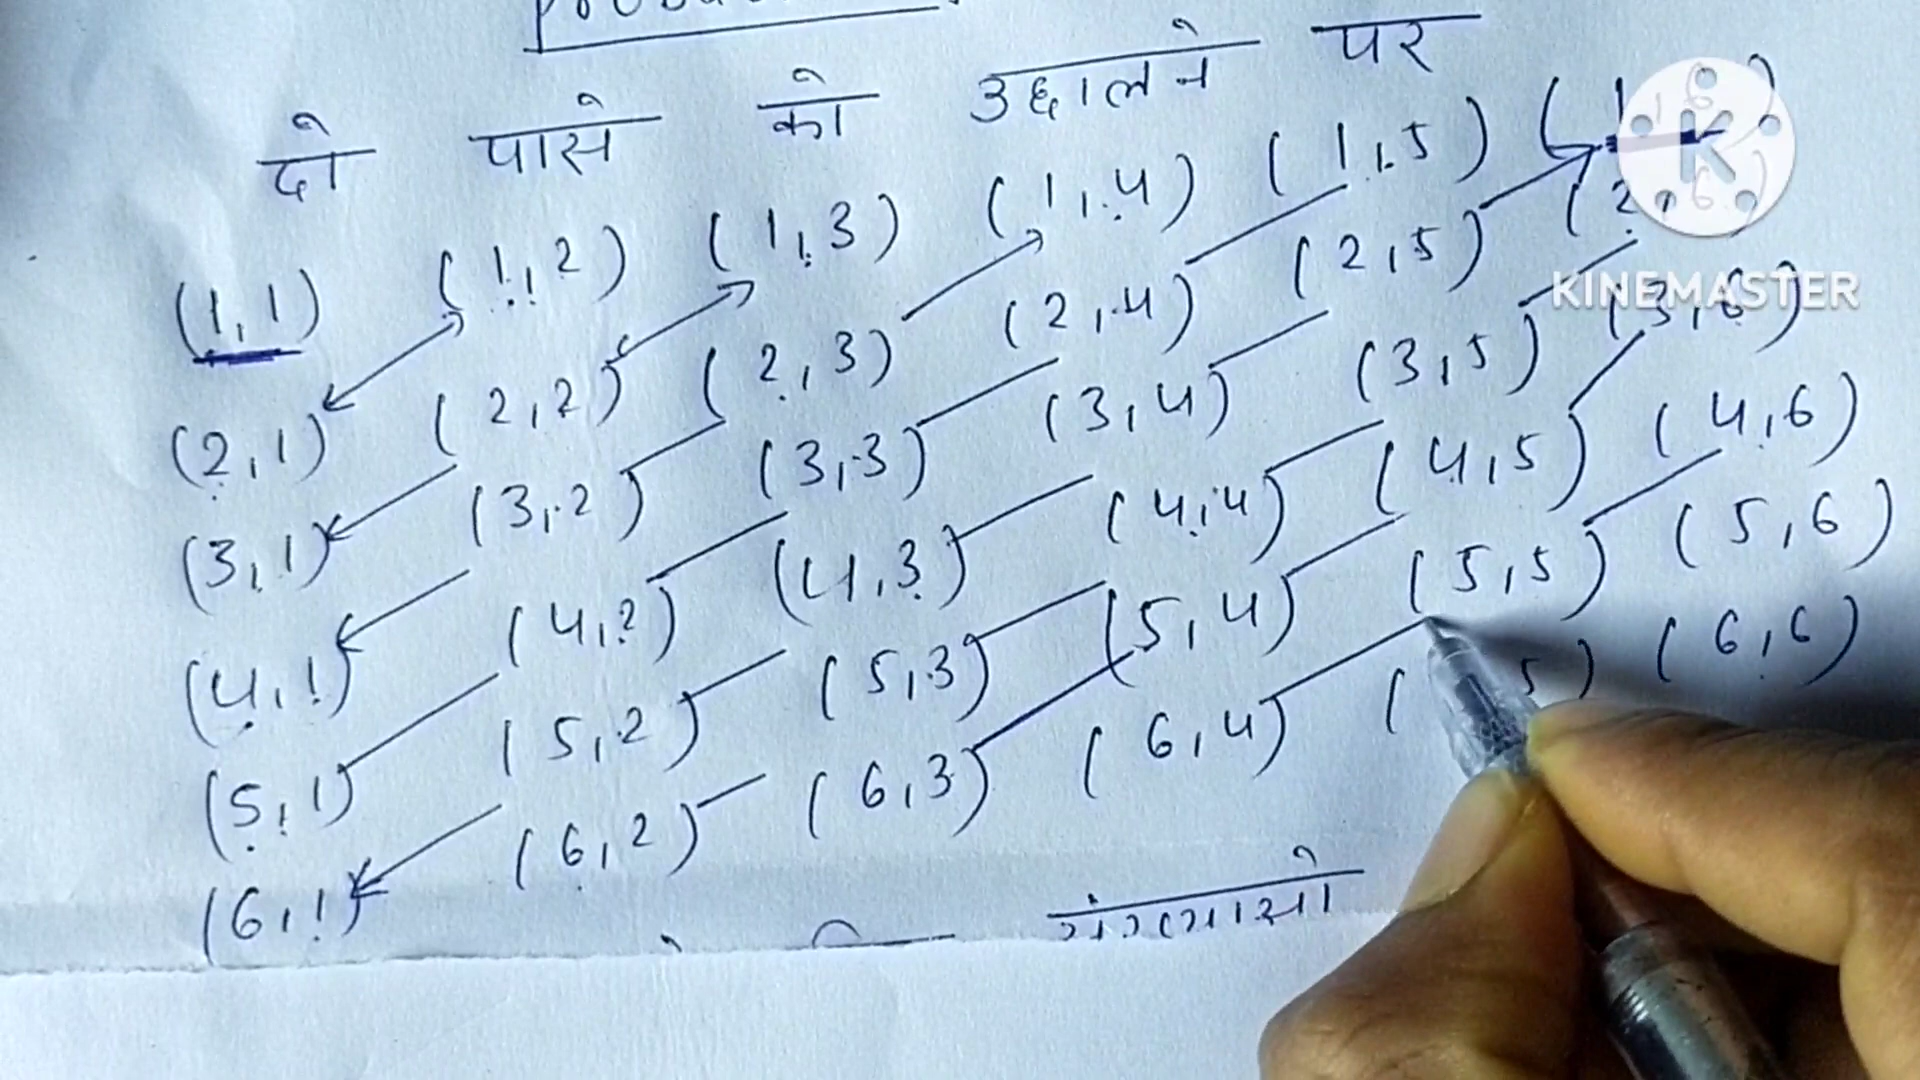 दो पासे को उछालने पर
(1,1) (1,2) (1,3) (1,4) (1,5)
(2,1) (2,2) (2,3) (2,4) (2,5)
(3,1) (3,2) (3,3) (3,4) (3,5) (3,6)
(4,1) (4,2) (4,3) (4,4) (4,5) (4,6)
(5,1) (5,2) (5,3) (5,4) (5,5) (5,6)
(6,1) (6,2) (6,3) (6,4) (6,6)
K
KINEMASTER